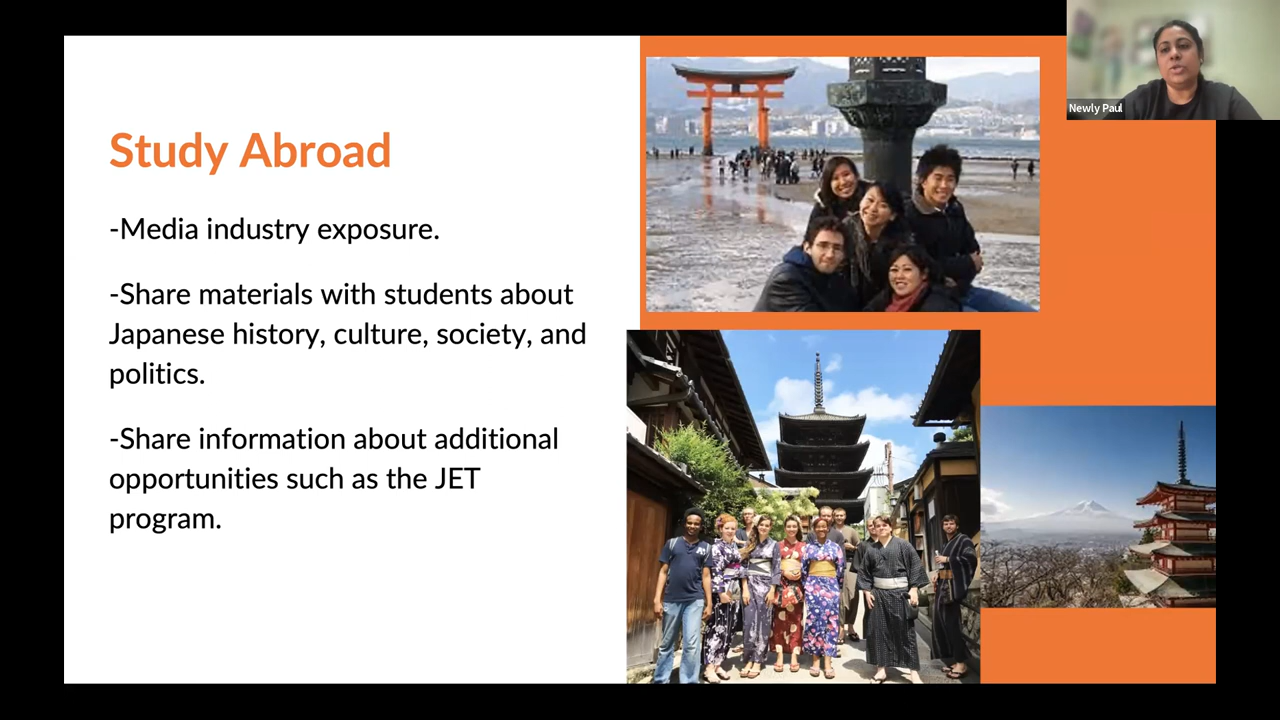 Study Abroad
-Media industry exposure.
-Share materials with students about
Japanese history, culture, society, and
politics.
-Share information about additional
opportunities such as the JET
program.
Newly Paul